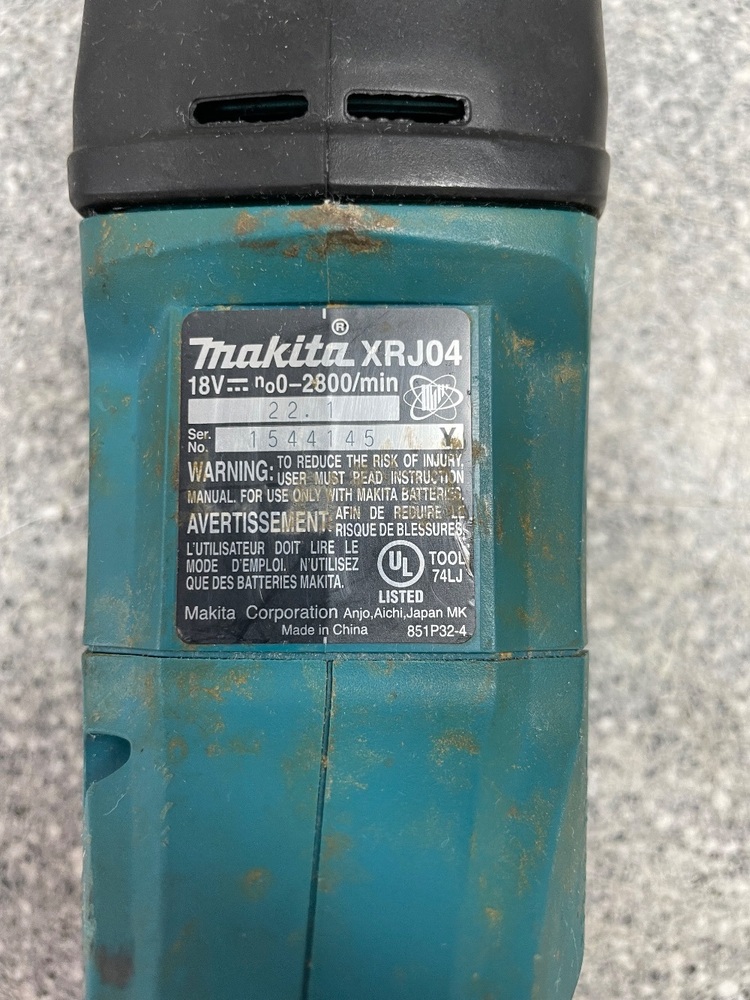 makita® XRJ04
18V⎓ n₀0-2800/min
22.1
Ser. No. 1544145 Y
WARNING: TO REDUCE THE RISK OF INJURY,
USER MUST READ INSTRUCTION
MANUAL. FOR USE ONLY WITH MAKITA BATTERIES.
AVERTISSEMENT: AFIN DE REDUIRE LE
RISQUE DE BLESSURES,
L'UTILISATEUR DOIT LIRE LE
MODE D'EMPLOI. N'UTILISEZ
QUE DES BATTERIES MAKITA.
UL
LISTED
TOOL
74LJ
Makita Corporation Anjo,Aichi,Japan MK
Made in China 851P32-4